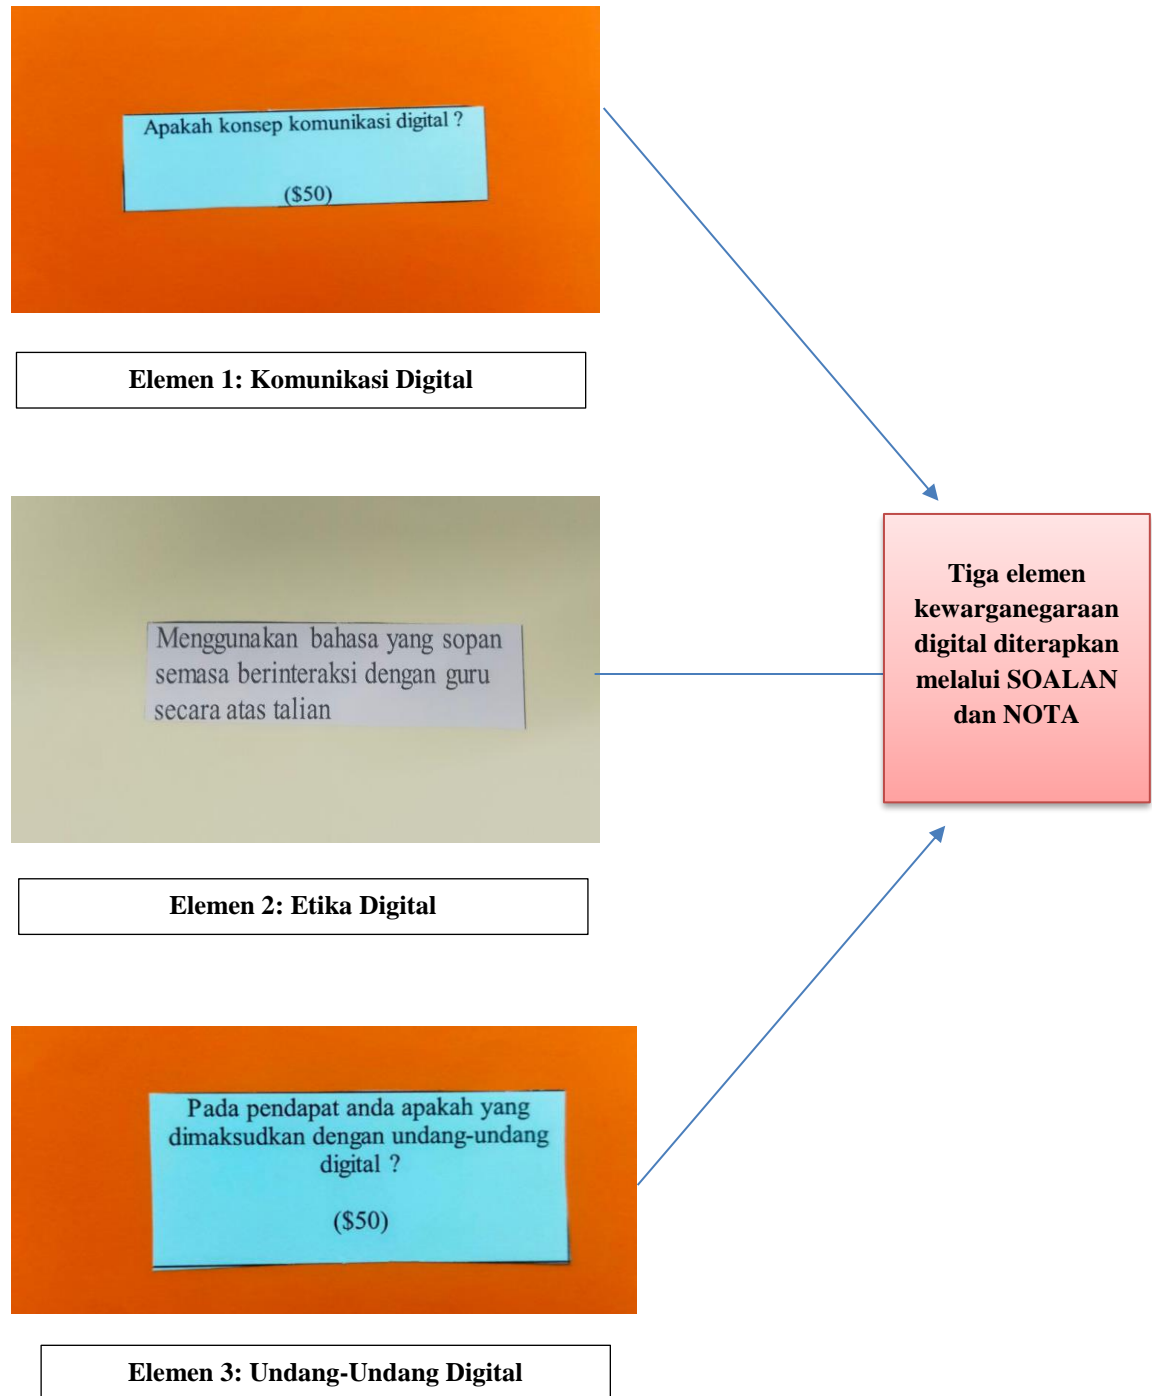 Apakah konsep komunikasi digital ?
($50)
Elemen 1: Komunikasi Digital
Menggunakan bahasa yang sopan
semasa berinteraksi dengan guru
secara atas talian
Elemen 2: Etika Digital
Tiga elemen
kewarganegaraan
digital diterapkan
melalui SOALAN
dan NOTA
Pada pendapat anda apakah yang
dimaksudkan dengan undang-undang
digital ?
($50)
Elemen 3: Undang-Undang Digital